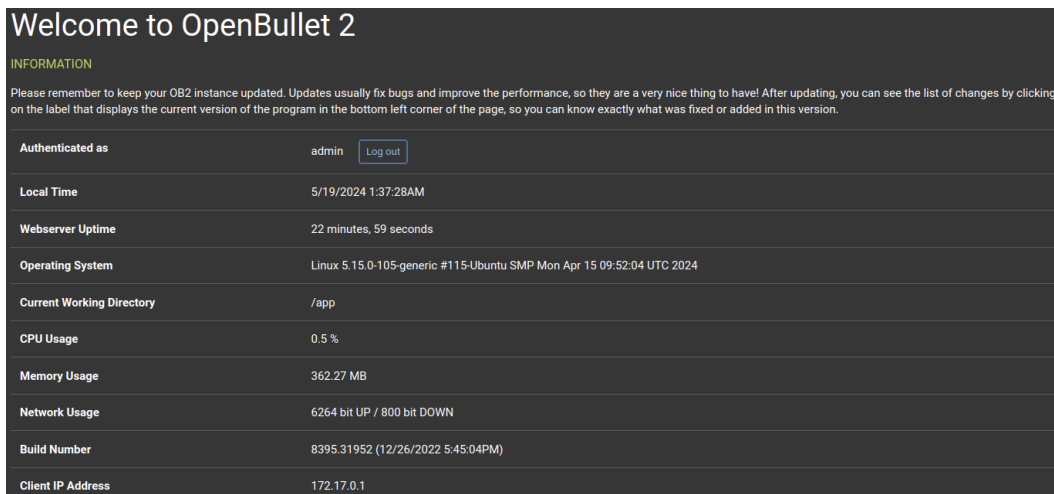 Welcome to OpenBullet 2
INFORMATION
Please remember to keep your OB2 instance updated. Updates usually fix bugs and improve the performance, so they are a very nice thing to have! After updating, you can see the list of changes by clicking
on the label that displays the current version of the program in the bottom left corner of the page, so you can know exactly what was fixed or added in this version.
Authenticated as admin Log out
Local Time 5/19/2024 1:37:28AM
Webserver Uptime 22 minutes, 59 seconds
Operating System Linux 5.15.0-105-generic #115-Ubuntu SMP Mon Apr 15 09:52:04 UTC 2024
Current Working Directory /app
CPU Usage 0.5 %
Memory Usage 362.27 MB
Network Usage 6264 bit UP / 800 bit DOWN
Build Number 8395.31952 (12/26/2022 5:45:04PM)
Client IP Address 172.17.0.1